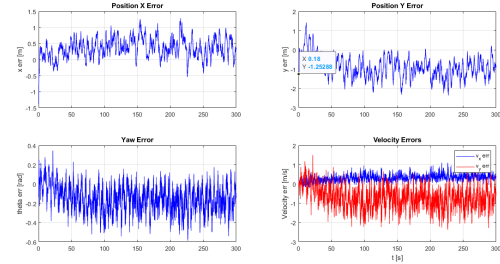 Position X Error
x err [m]
1.5
1
0.5
0
-0.5
-1
-1.5
0 50 100 150 200 250 300
Position Y Error
y err [m]
2
1
0
-1
-2
-3
0 50 100 150 200 250 300
X 0.18
Y -1.25288
Yaw Error
theta err [rad]
0.4
0.2
0
-0.2
-0.4
-0.6
0 50 100 150 200 250 300
Velocity Errors
Velocity err [m/s]
2
1
0
-1
-2
-3
0 50 100 150 200 250 300
t [s]
err
err